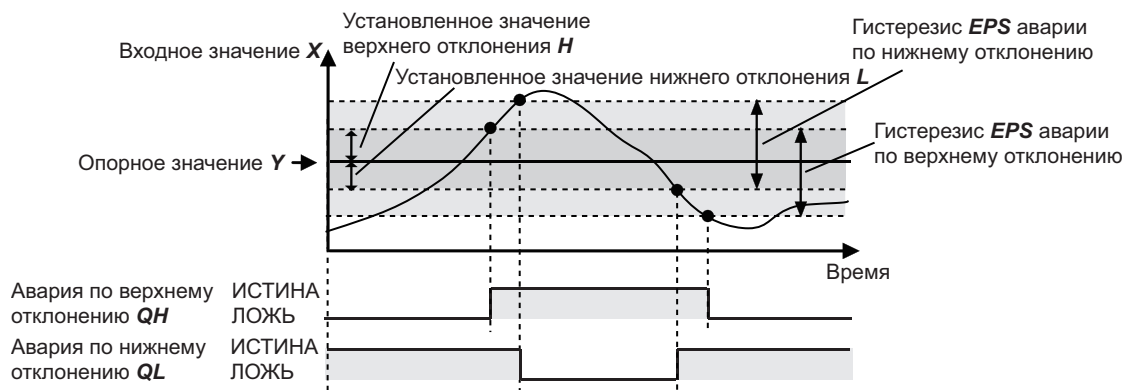 Установленное значение
верхнего отклонения H
Входное значение X
Установленное значение нижнего отклонения L
Гистерезис EPS аварии
по нижнему отклонению
Гистерезис EPS аварии
по верхнему отклонению
Опорное значение Y
Время
Авария по верхнему
отклонению QH
ИСТИНА
ЛОЖЬ
Авария по нижнему
отклонению QL
ИСТИНА
ЛОЖЬ